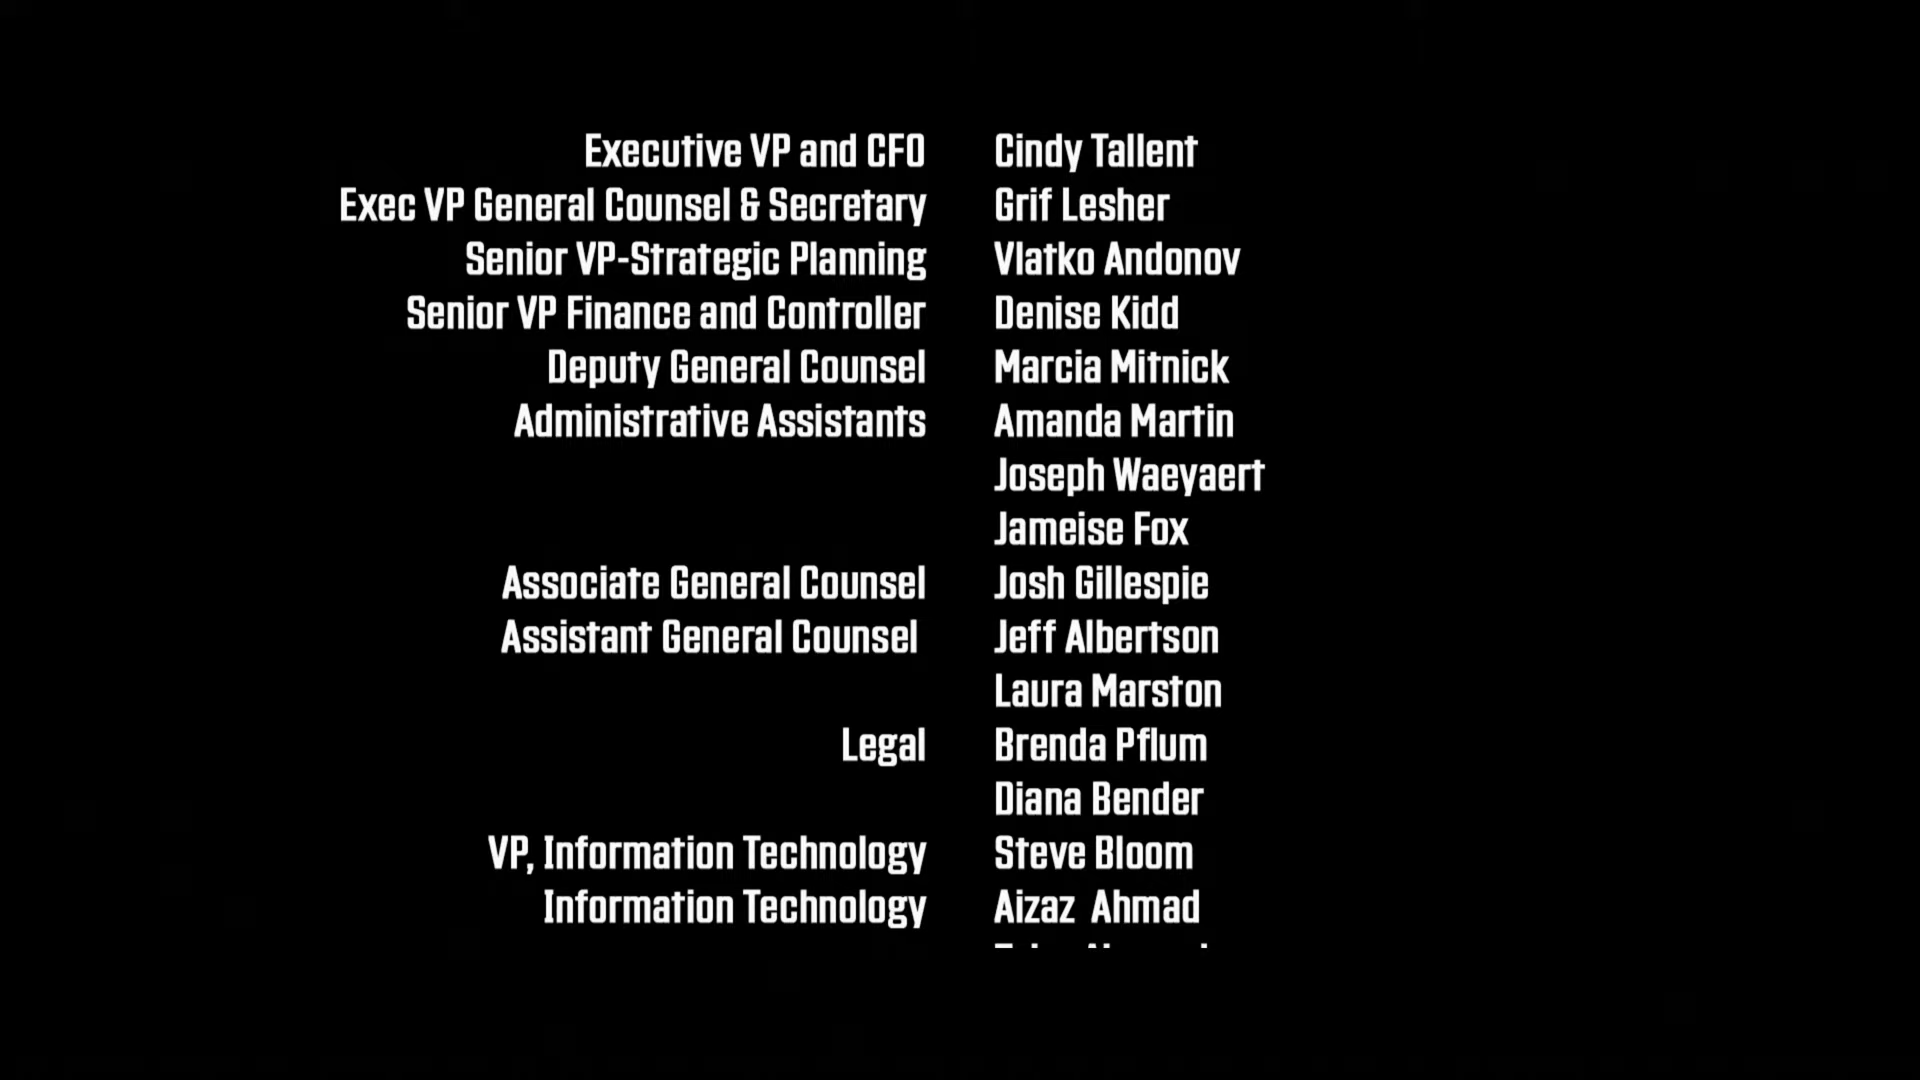 Executive VP and CFO Cindy Tallent
Exec VP General Counsel & Secretary Grif Lesher
Senior VP-Strategic Planning Vlatko Andonov
Senior VP Finance and Controller Denise Kidd
Deputy General Counsel Marcia Mitnick
Administrative Assistants Amanda Martin
Joseph Waeyaert
Jameise Fox
Associate General Counsel Josh Gillespie
Assistant General Counsel Jeff Albertson
Laura Marston
Legal Brenda Pflum
Diana Bender
VP, Information Technology Steve Bloom
Information Technology Aizaz Ahmad